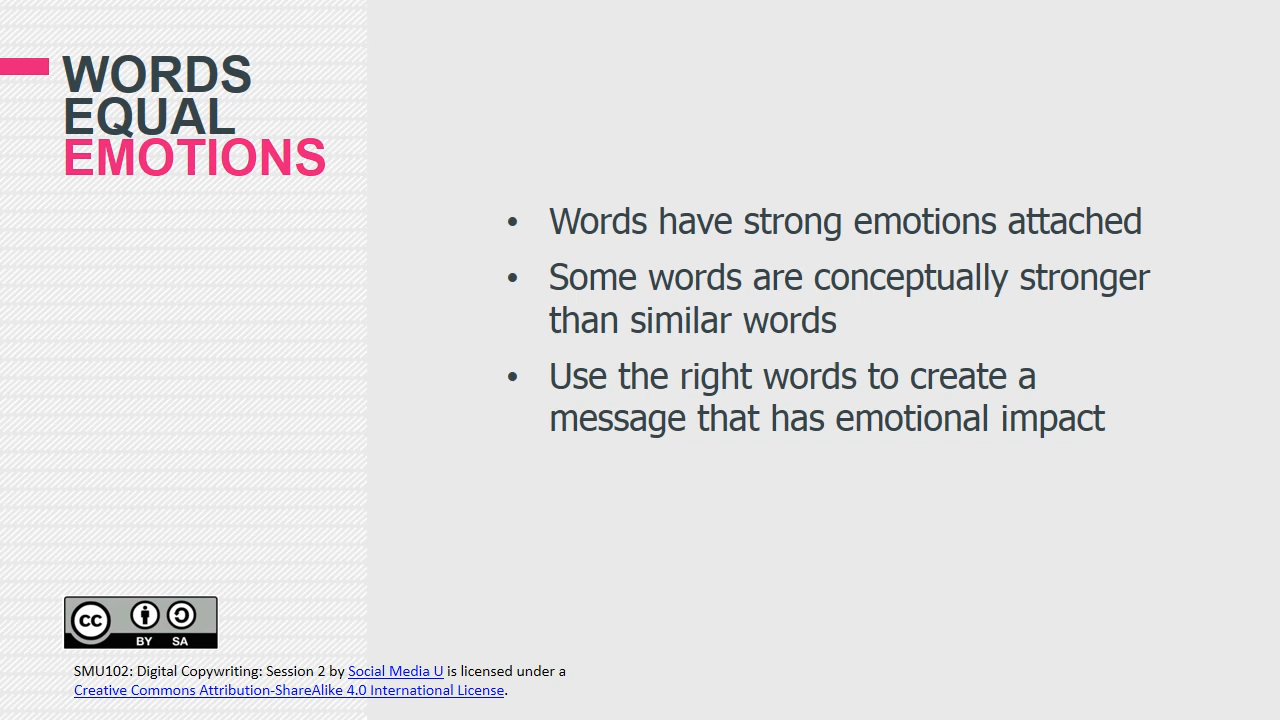 WORDS
EQUAL
EMOTIONS
• Words have strong emotions attached
• Some words are conceptually stronger
than similar words
• Use the right words to create a
message that has emotional impact
CC BY SA
SMU102: Digital Copywriting: Session 2 by Social Media U is licensed under a
Creative Commons Attribution-ShareAlike 4.0 International License.